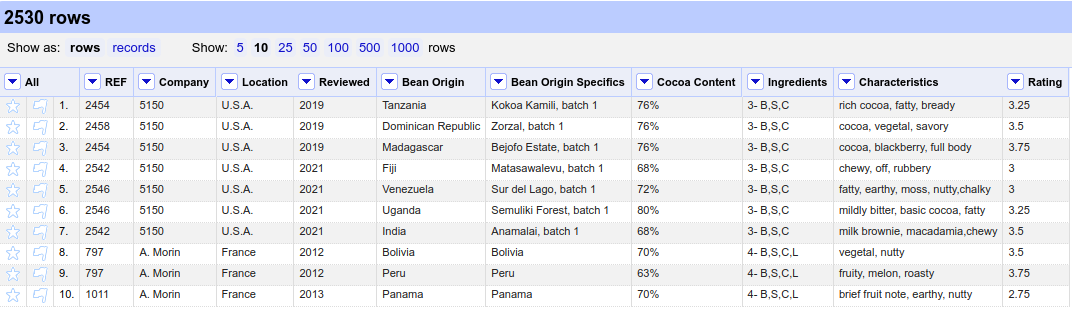 2530 rows
Show as: rows records Show: 5 10 25 50 100 500 1000 rows
All REF Company Location Reviewed Bean Origin Bean Origin Specifics Cocoa Content Ingredients Characteristics Rating
1. 2454 5150 U.S.A. 2019 Tanzania Kokoa Kamili, batch 1 76% 3- B,S,C rich cocoa, fatty, bready 3.25
2. 2458 5150 U.S.A. 2019 Dominican Republic Zorzal, batch 1 76% 3- B,S,C cocoa, vegetal, savory 3.5
3. 2454 5150 U.S.A. 2019 Madagascar Bejofo Estate, batch 1 76% 3- B,S,C cocoa, blackberry, full body 3.75
4. 2542 5150 U.S.A. 2021 Fiji Matasawalevu, batch 1 68% 3- B,S,C chewy, off, rubbery 3
5. 2546 5150 U.S.A. 2021 Venezuela Sur del Lago, batch 1 72% 3- B,S,C fatty, earthy, moss, nutty,chalky 3
6. 2546 5150 U.S.A. 2021 Uganda Semuliki Forest, batch 1 80% 3- B,S,C mildly bitter, basic cocoa, fatty 3.25
7. 2542 5150 U.S.A. 2021 India Anamalai, batch 1 68% 3- B,S,C milk brownie, macadamia,chewy 3.5
8. 797 A. Morin France 2012 Bolivia Bolivia 70% 4- B,S,C,L vegetal, nutty 3.5
9. 797 A. Morin France 2012 Peru Peru 63% 4- B,S,C,L fruity, melon, roasty 3.75
10. 1011 A. Morin France 2013 Panama Panama 70% 4- B,S,C,L brief fruit note, earthy, nutty 2.75